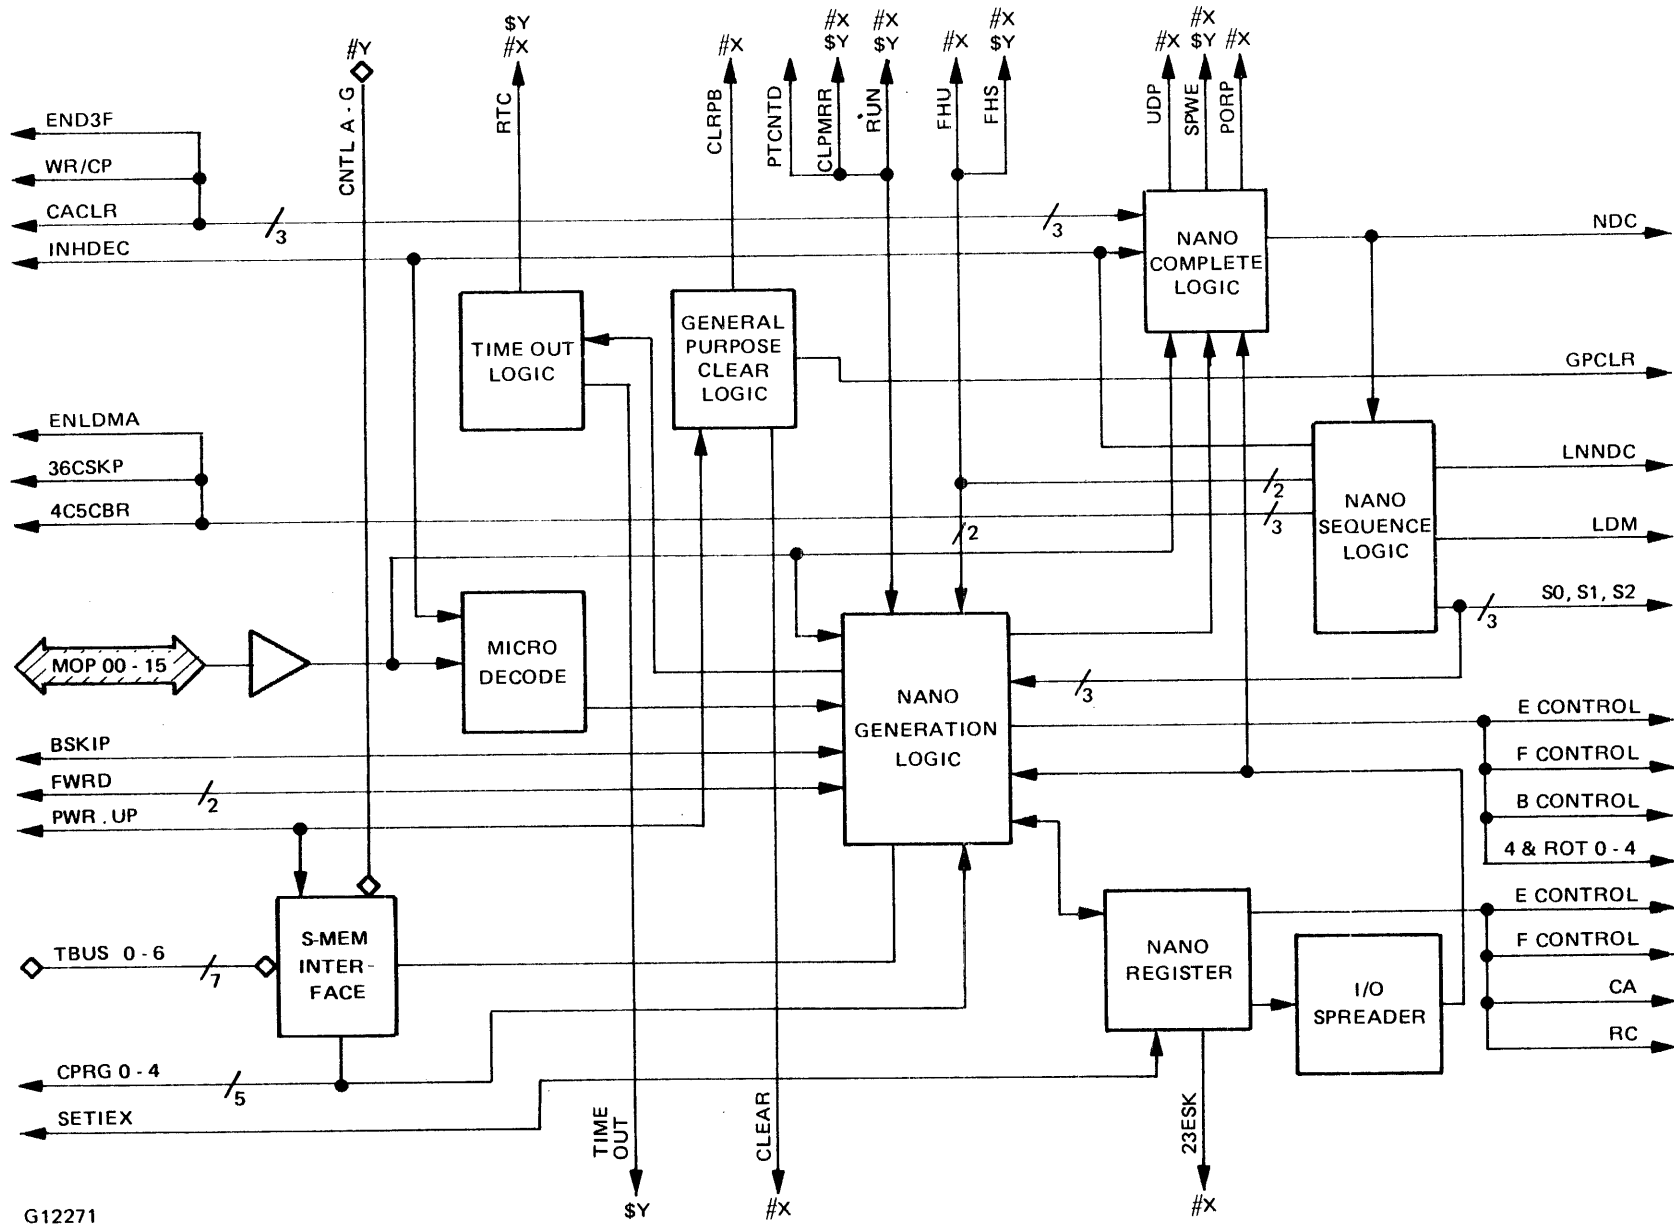 #Y
$Y
#X
#X
#X
$Y
#X
$Y
#X
#X
$Y
#X
#X
$Y
#X
CNTL A - G
RTC
CLRPB
PTCNTD
CLPMRR
RUN
FHU
FHS
UDP
SPWE
PORP
END3F
WR/CP
CACLR
3
3
INHDEC
NANO
COMPLETE
LOGIC
NDC
TIME OUT
LOGIC
GENERAL
PURPOSE
CLEAR
LOGIC
GPCLR
ENLDMA
36CSKP
4C5CBR
2
3
2
NANO
SEQUENCE
LOGIC
LNNDC
LDM
S0, S1, S2
3
MOP 00 - 15
MICRO
DECODE
NANO
GENERATION
LOGIC
3
BSKIP
FWRD
2
PWR . UP
E CONTROL
F CONTROL
B CONTROL
4 & ROT 0 - 4
E CONTROL
F CONTROL
CA
RC
TBUS 0 - 6
7
S-MEM
INTER-
FACE
NANO
REGISTER
I/O
SPREADER
CPRG 0 - 4
5
SETIEX
TIME
OUT
CLEAR
23ESK
$Y
#X
#X
G12271